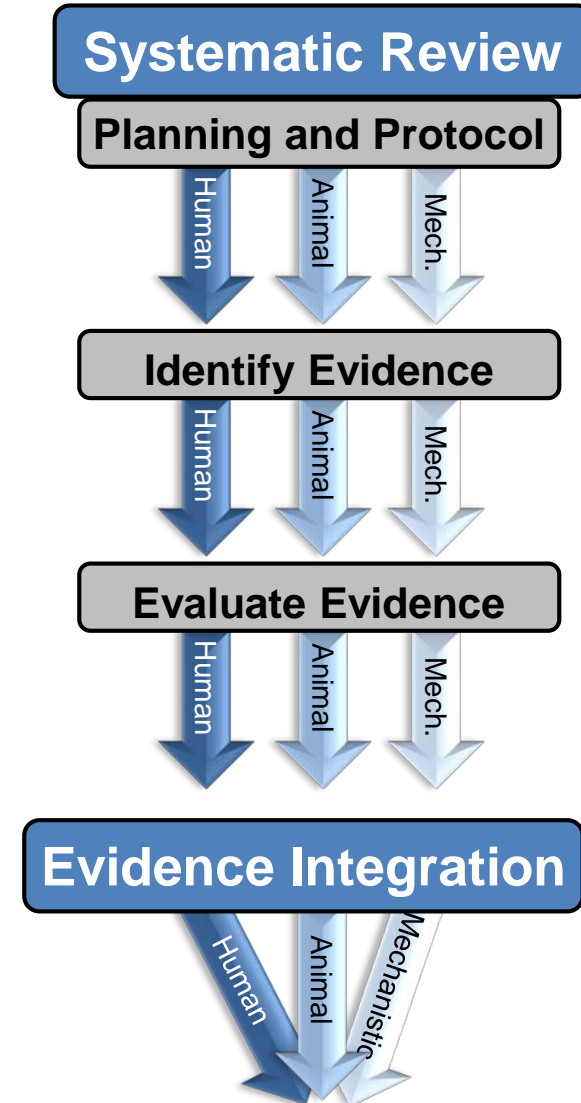 Systematic Review
Planning and Protocol
Human
Animal
Mech.
Identify Evidence
Human
Animal
Mech.
Evaluate Evidence
Human
Animal
Mech.
Evidence Integration
Human
Animal
Mechanistic